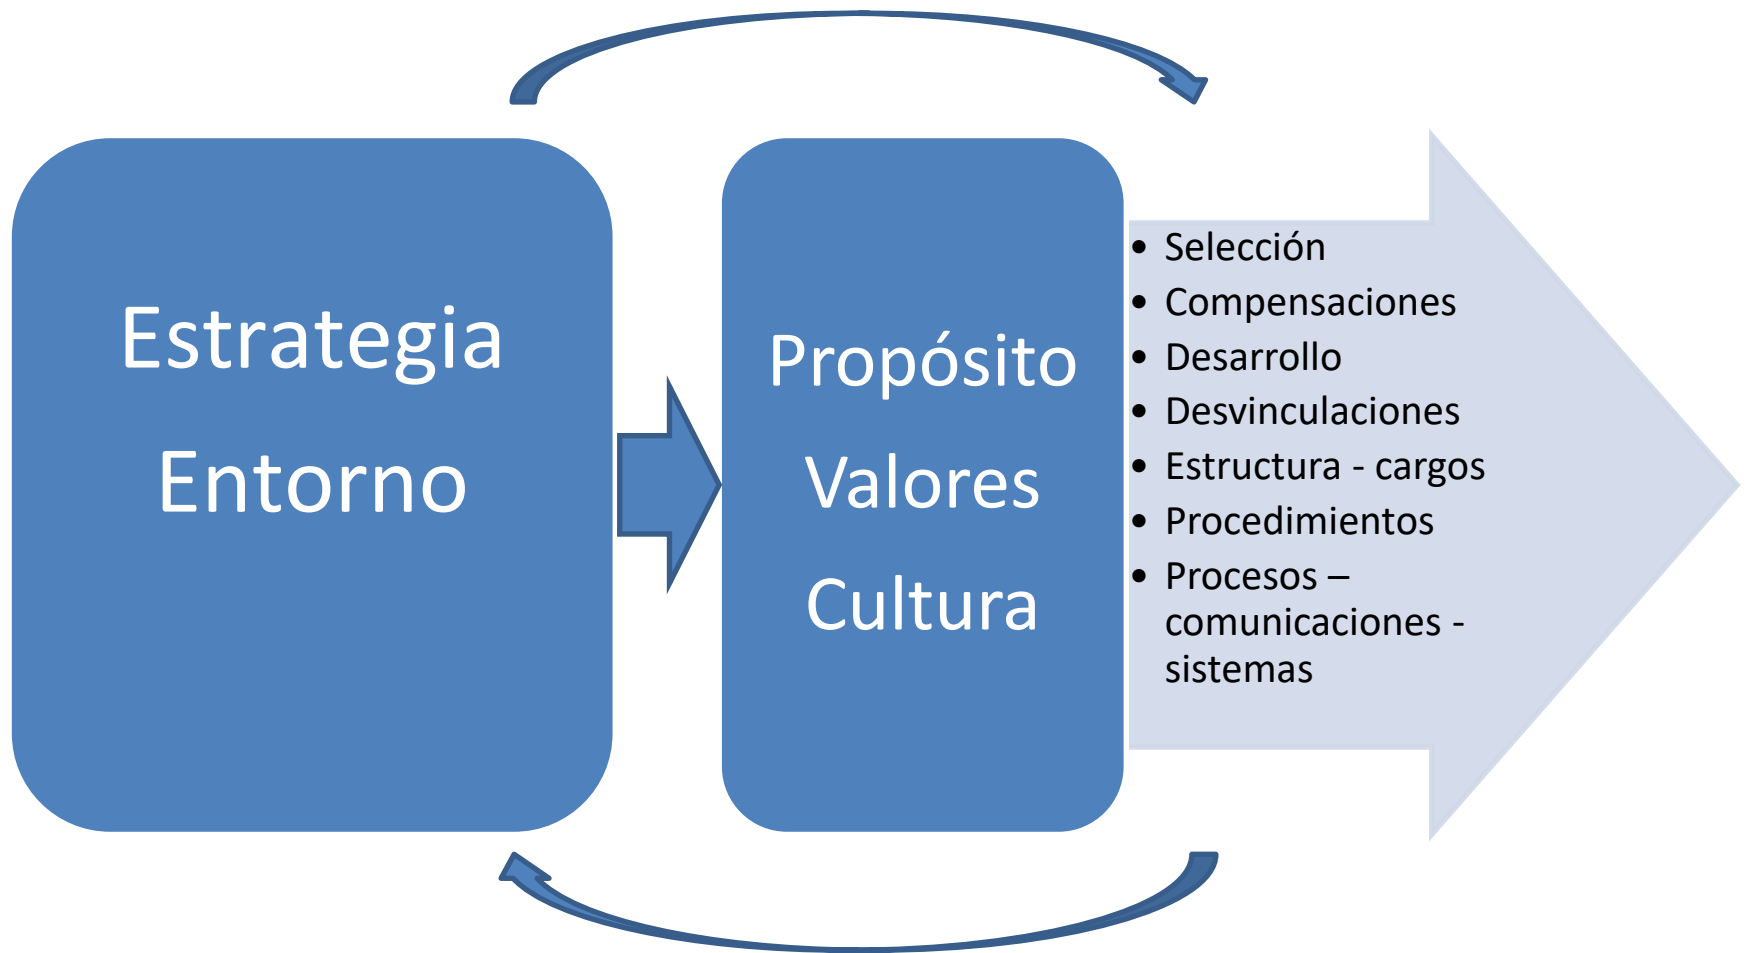 Estrategia
Entorno
Propósito
Valores
Cultura
• Selección
• Compensaciones
• Desarrollo
• Desvinculaciones
• Estructura - cargos
• Procedimientos
• Procesos –
comunicaciones -
sistemas